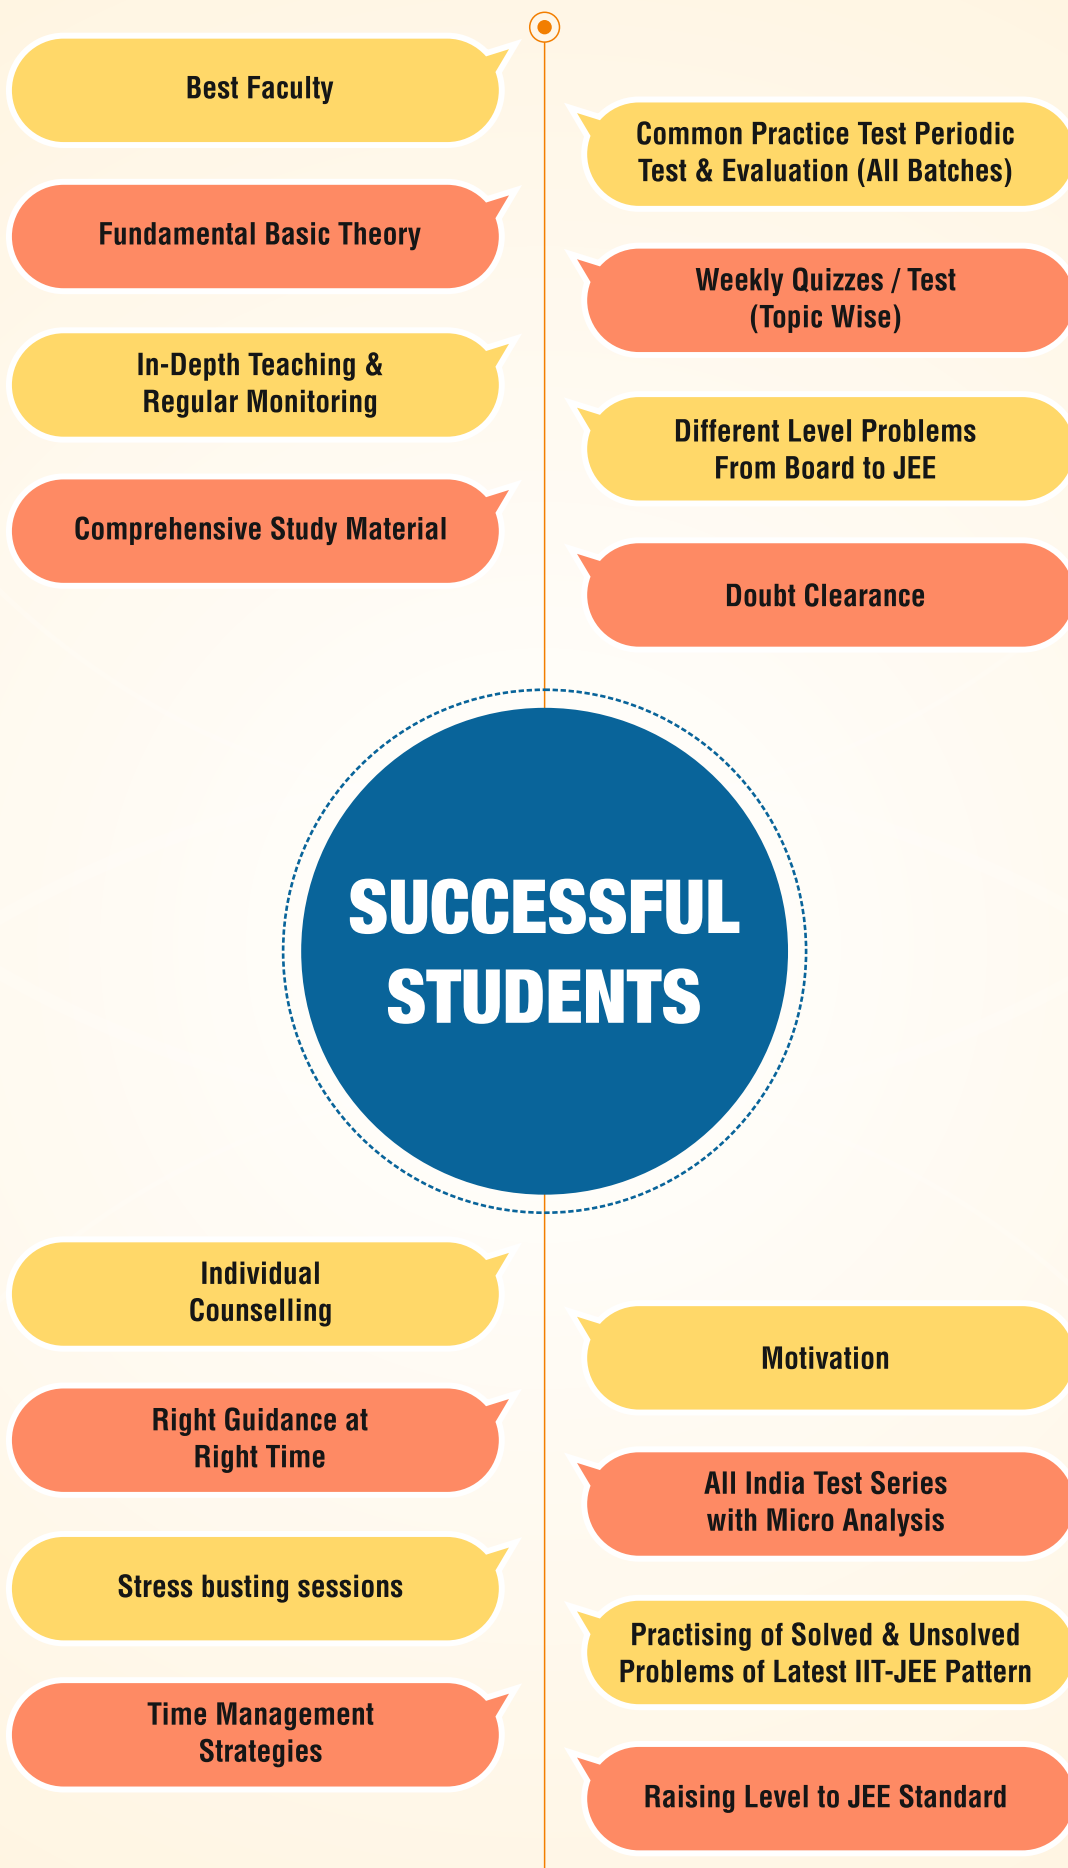 Best Faculty
Common Practice Test Periodic
Test & Evaluation (All Batches)
Fundamental Basic Theory
Weekly Quizzes / Test
(Topic Wise)
In-Depth Teaching &
Regular Monitoring
Different Level Problems
From Board to JEE
Comprehensive Study Material
Doubt Clearance
SUCCESSFUL
STUDENTS
Individual
Counselling
Motivation
Right Guidance at
Right Time
All India Test Series
with Micro Analysis
Stress busting sessions
Practising of Solved & Unsolved
Problems of Latest IIT-JEE Pattern
Time Management
Strategies
Raising Level to JEE Standard